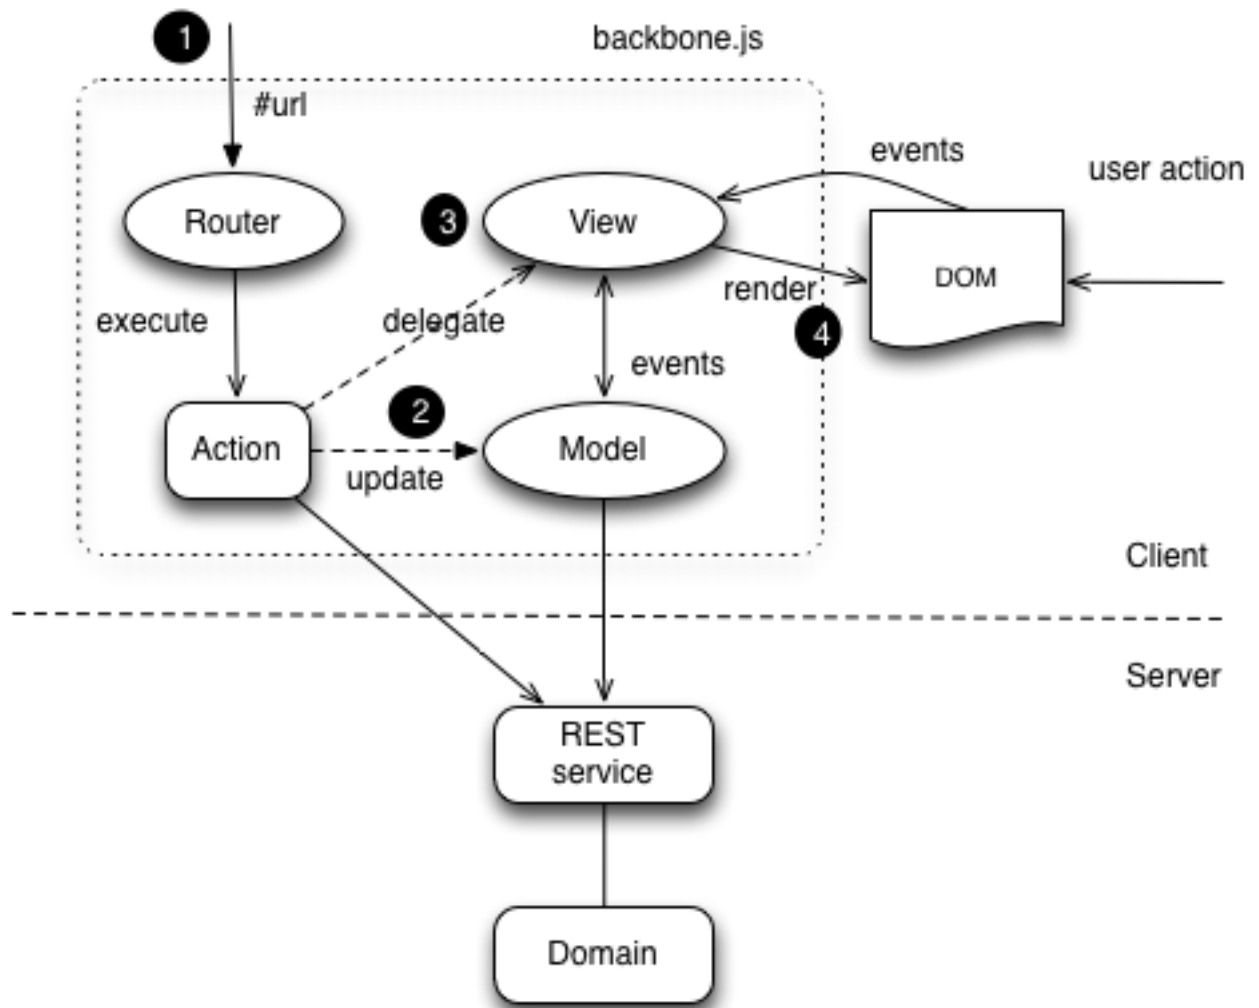 1
backbone.js
#url
events
user action
Router
3
View
DOM
render
execute
delegate
4
events
2
Action
Model
update
Client
Server
REST
service
Domain